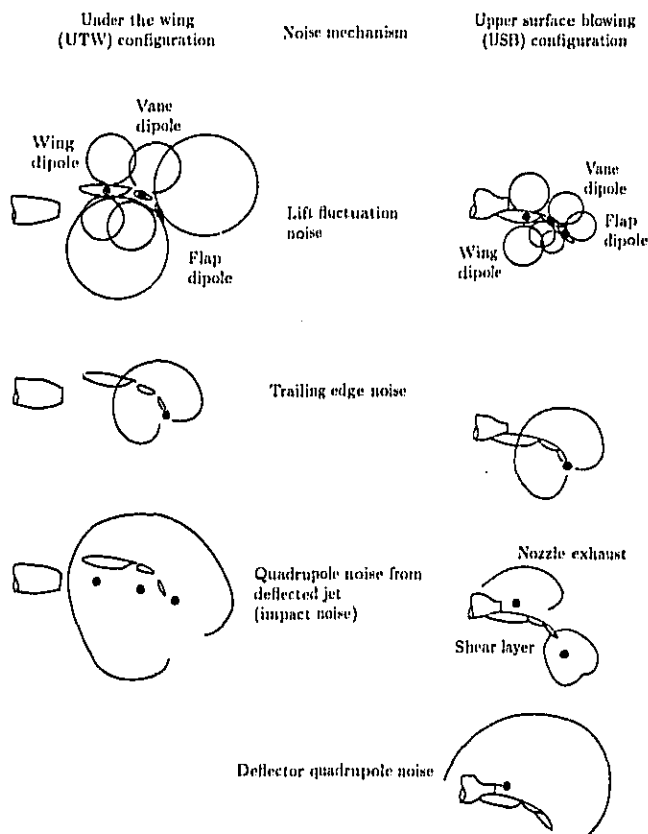 Under the wing
(UTW) configuration
Noise mechanism
Upper surface blowing
(USB) configuration
Vane
dipole
Wing
dipole
Flap
dipole
Lift fluctuation
noise
Vane
dipole
Flap
dipole
Wing
dipole
Trailing edge noise
Quadrupole noise from
deflected jet
(impact noise)
Nozzle exhaust
Shear layer
Deflector quadrupole noise